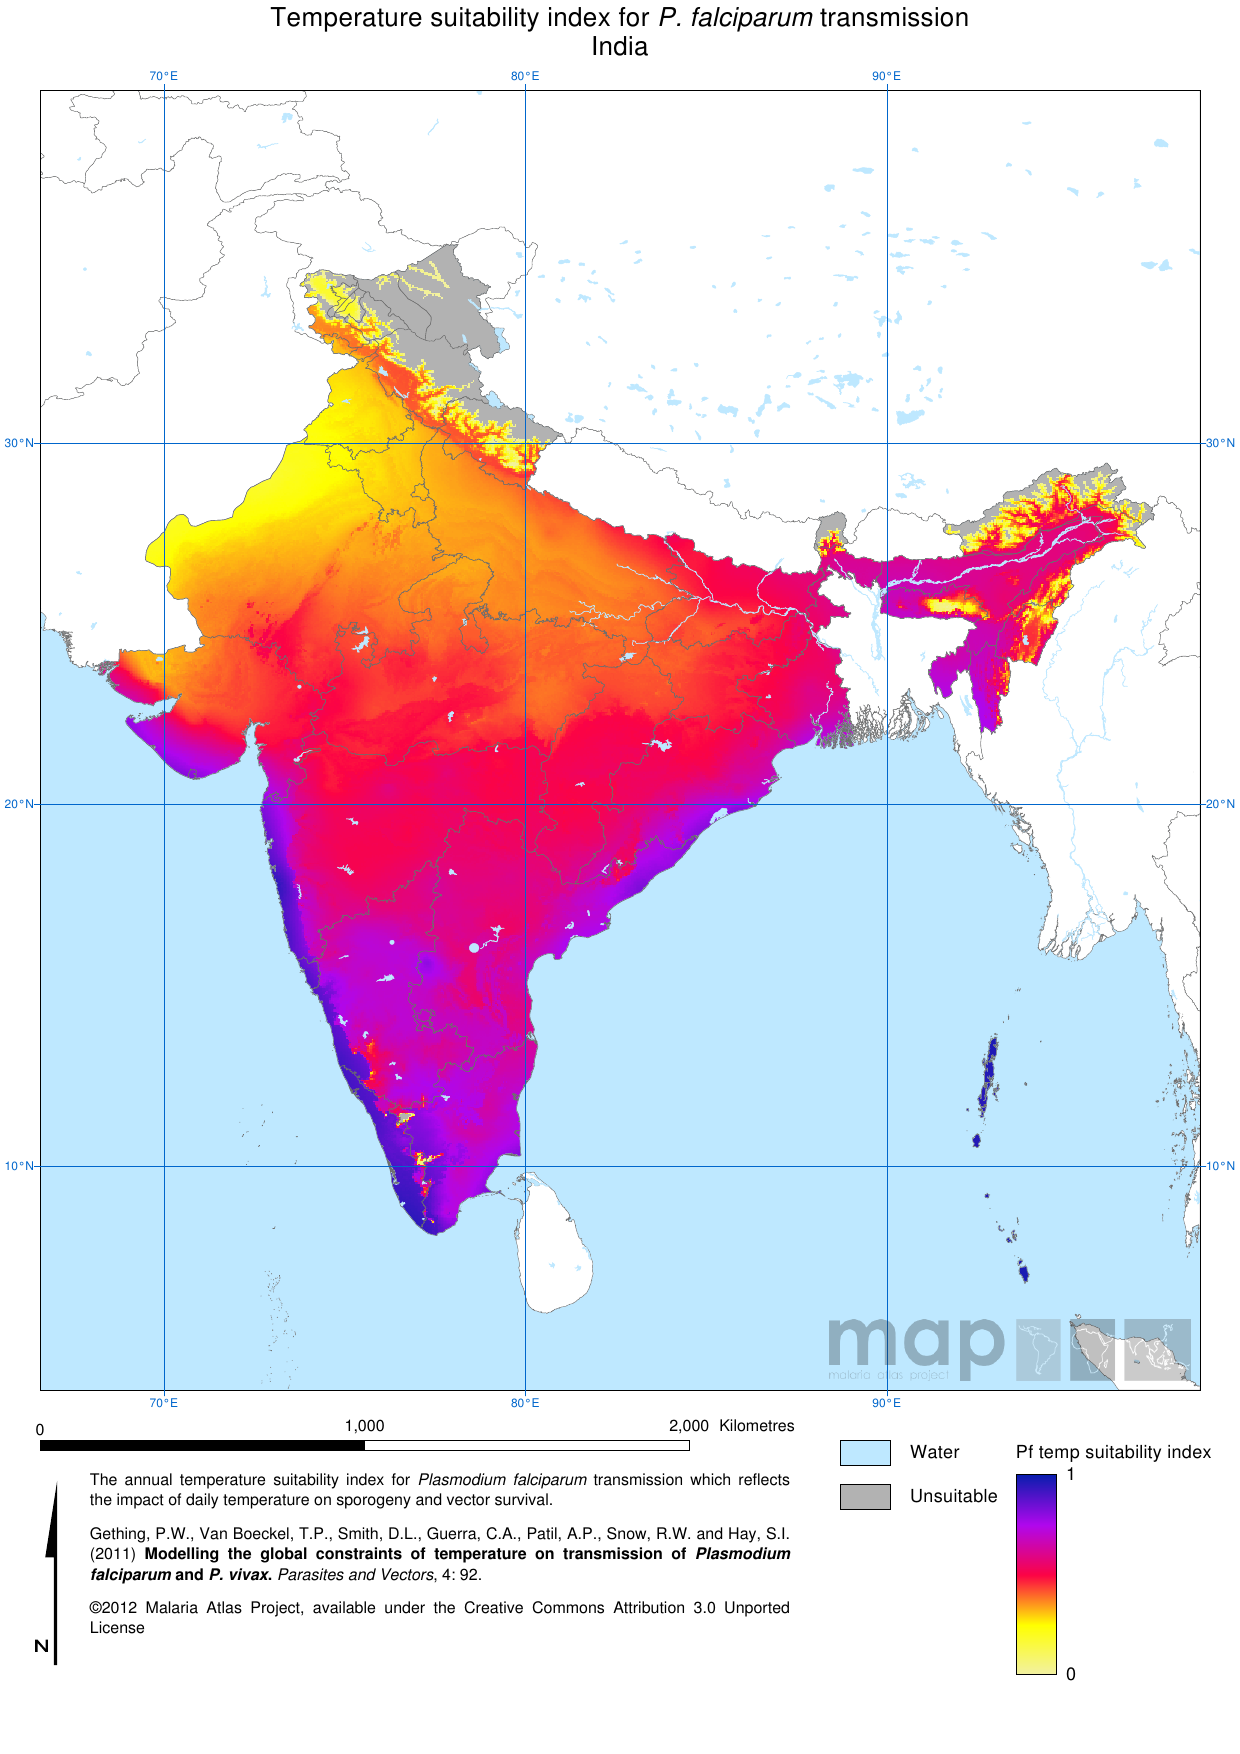 Temperature suitability index for P. falciparum transmission
India
70°E 80°E 90°E
30°N 30°N
20°N 20°N
10°N 10°N
map
malaria atlas project
70°E 80°E 90°E
0 1,000 2,000 Kilometres
Water
Unsuitable
Pf temp suitability index
1
0
The annual temperature suitability index for Plasmodium falciparum transmission which reflects
the impact of daily temperature on sporogeny and vector survival.
Gething, P.W., Van Boeckel, T.P., Smith, D.L., Guerra, C.A., Patil, A.P., Snow, R.W. and Hay, S.I.
(2011) Modelling the global constraints of temperature on transmission of Plasmodium
falciparum and P. vivax. Parasites and Vectors, 4: 92.
©2012 Malaria Atlas Project, available under the Creative Commons Attribution 3.0 Unported
License
N